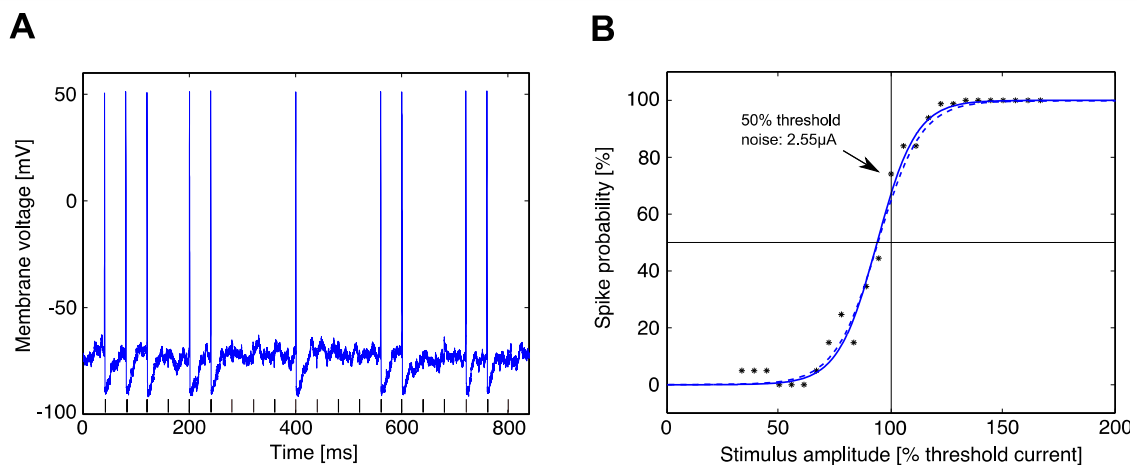 A
Membrane voltage [mV]
50
0
-50
-100
0
200
400
600
800
Time [ms]
B
Spike probability [%]
100
80
60
40
20
0
50% threshold
noise: 2.55µA
0
50
100
150
200
Stimulus amplitude [% threshold current]